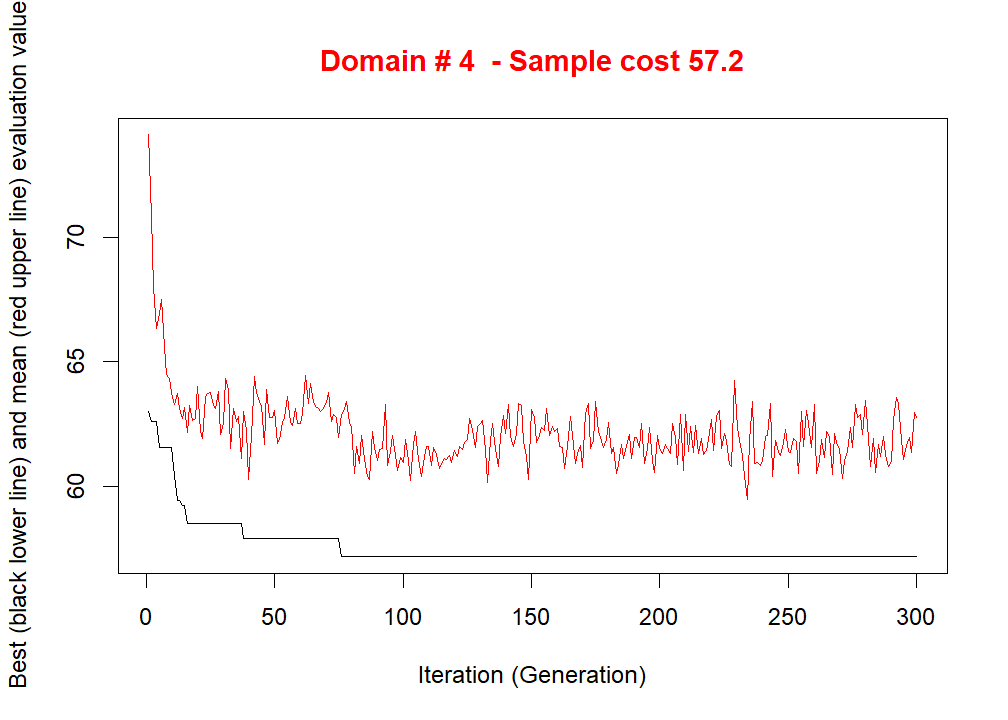 Domain # 4 - Sample cost 57.2
Best (black lower line) and mean (red upper line) evaluation value
70
65
60
0 50 100 150 200 250 300
Iteration (Generation)